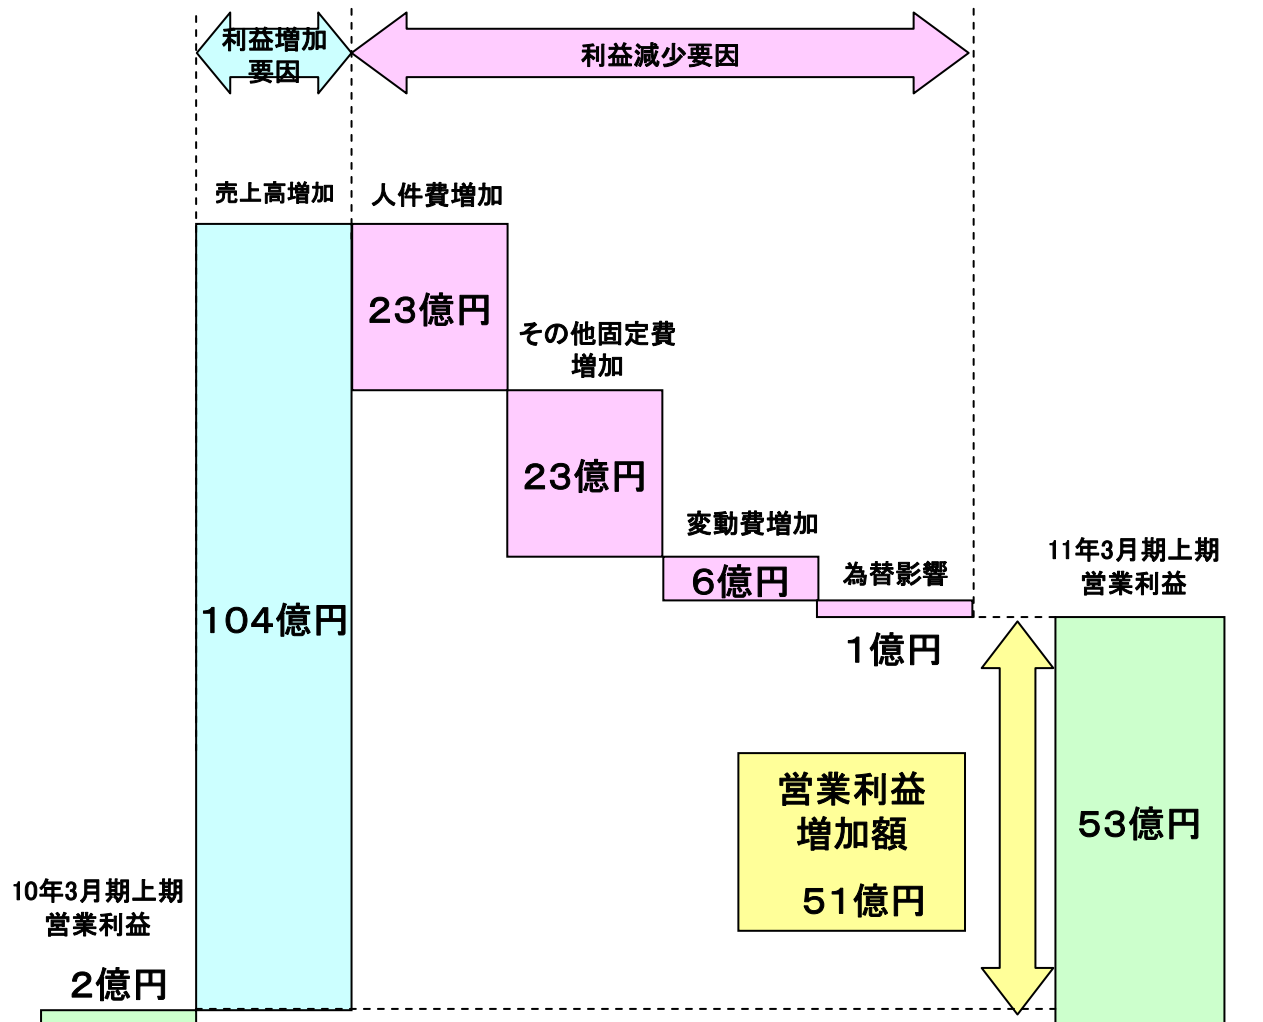 利益増加
要因
利益減少要因
売上高増加
人件費増加
23億円
その他固定費
増加
23億円
変動費増加
6億円
為替影響
1億円
11年3月期上期
営業利益
104億円
53億円
営業利益
増加額
51億円
10年3月期上期
営業利益
2億円